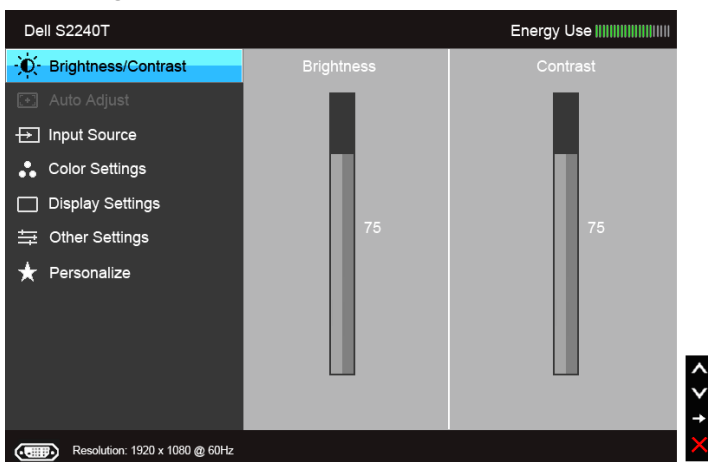 Dell S2240T
Energy Use
Brightness/Contrast
Brightness
Contrast
Auto Adjust
Input Source
Color Settings
Display Settings
75
75
Other Settings
Personalize
Resolution: 1920 x 1080 @ 60Hz